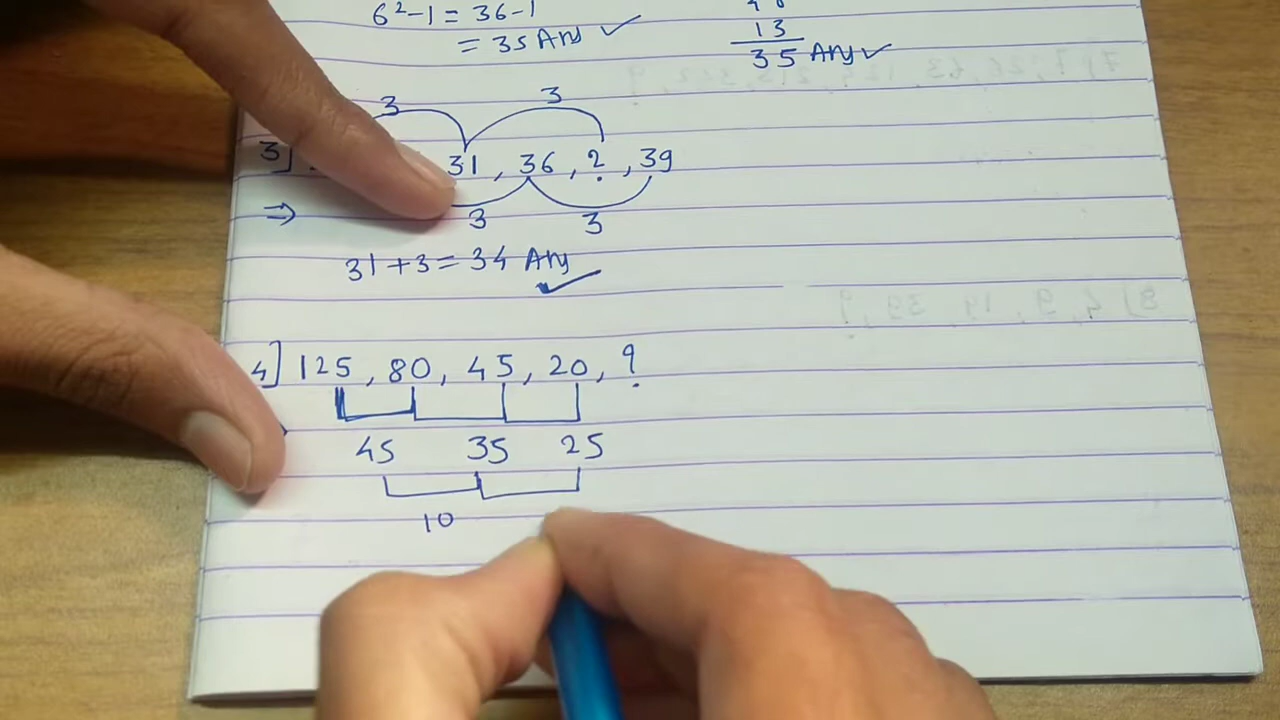 6²-1 = 36-1
= 35 Ans ✓
13
35 Ans ✓
3 3
3] 31, 36, ?, 39
⇒ 3 3
31+3 = 34 Ans ✓
4] 125, 80, 45, 20, ?
45 35 25
10